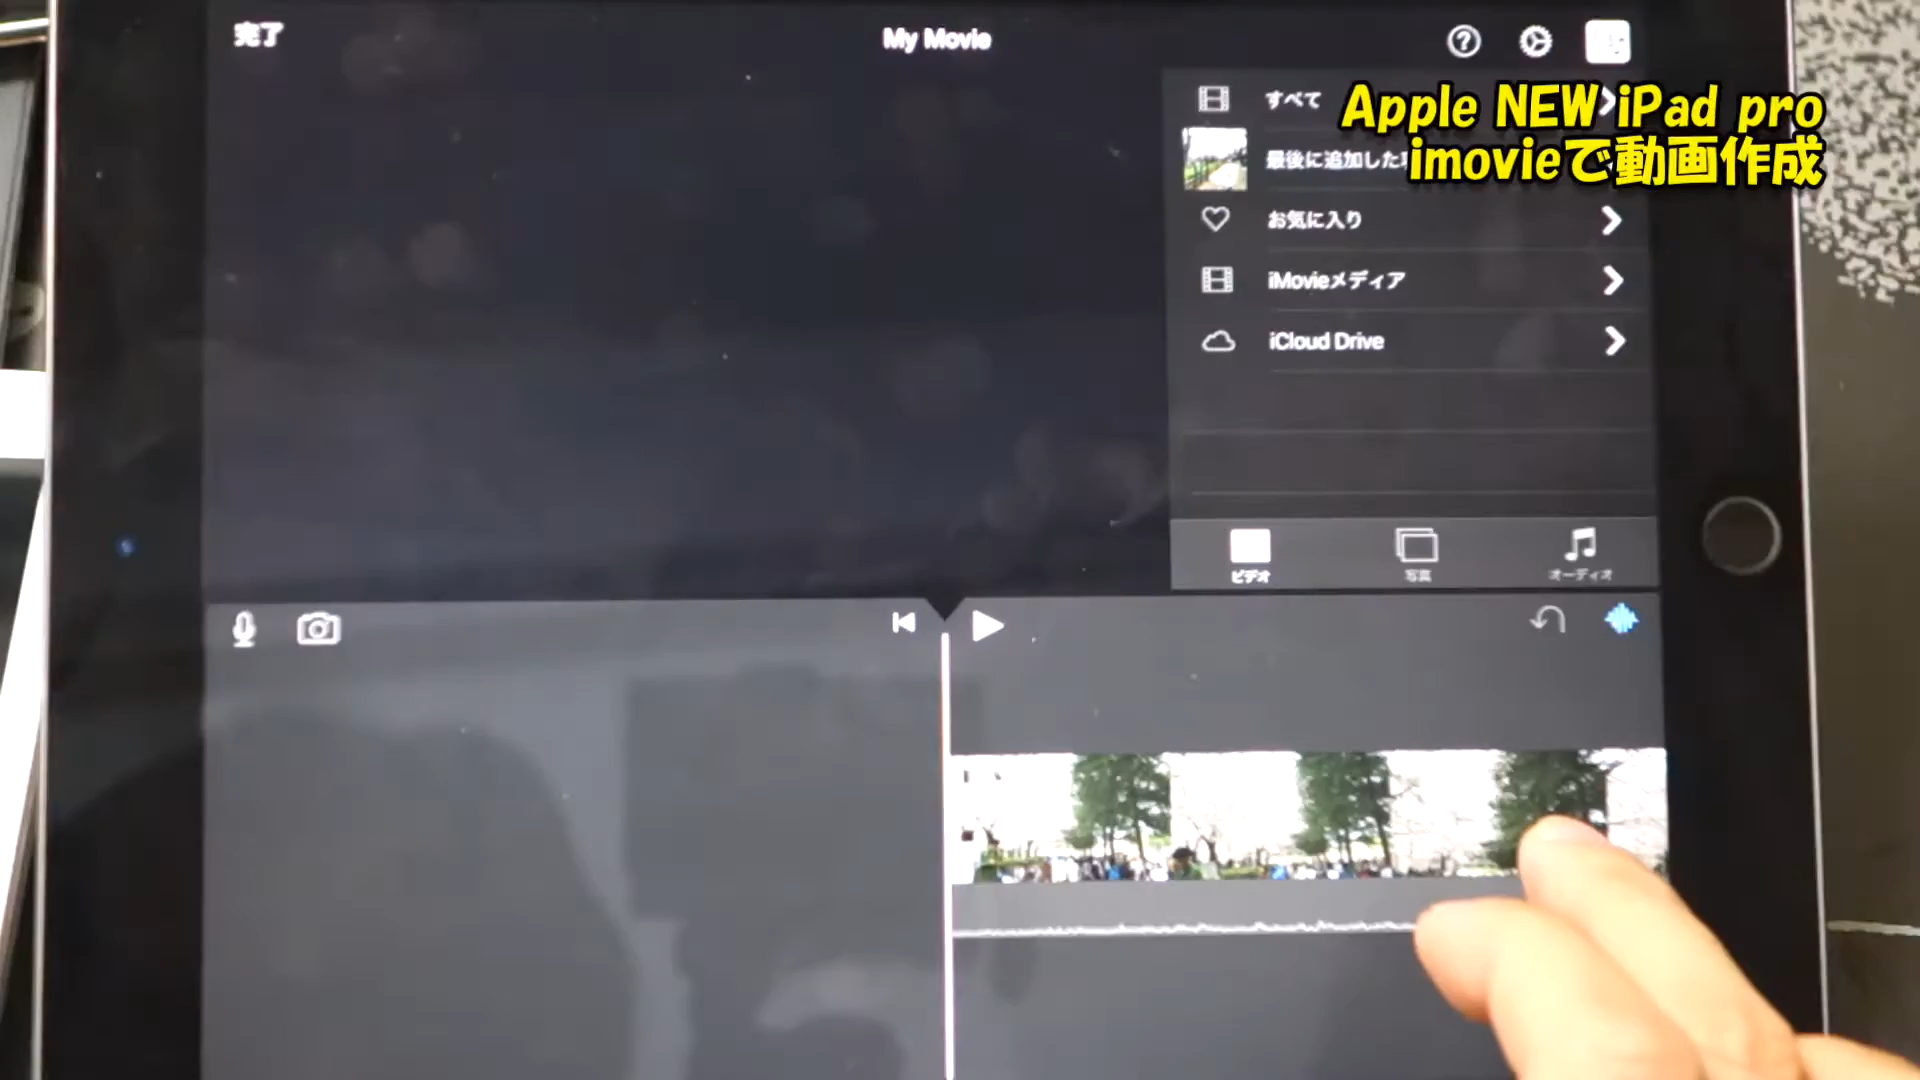 完了
My Movie
Apple NEW iPad pro
imovieで動画作成
すべて
最後に追加した
お気に入り
iMovieメディア
iCloud Drive
ビデオ
写真
オーディオ